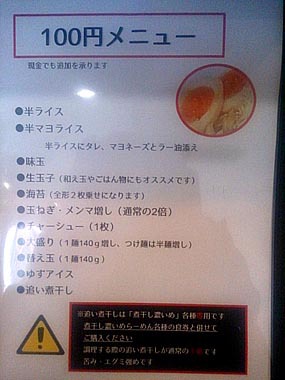 100円メニュー
現金でも追加を承ります
●半ライス
●半マヨライス
半ライスにタレ、マヨネーズとラー油添え
●味玉
●生玉子（和え玉やごはん物にもオススメです）
●海苔（全形２枚乗せになります）
●玉ねぎ・メンマ増し（通常の2倍）
●チャーシュー（1枚）
●大盛り（１麺140ｇ増し、つけ麺は半麺増し）
●替え玉（１麺140ｇ）
●ゆずアイス
●追い煮干し
※追い煮干しは「煮干し濃いめ」各種専用です
煮干し濃いめらーめん各種の食券と併せて
ご購入ください
調理する際の追い煮干しが通常の です
苦み・エグミ強めです